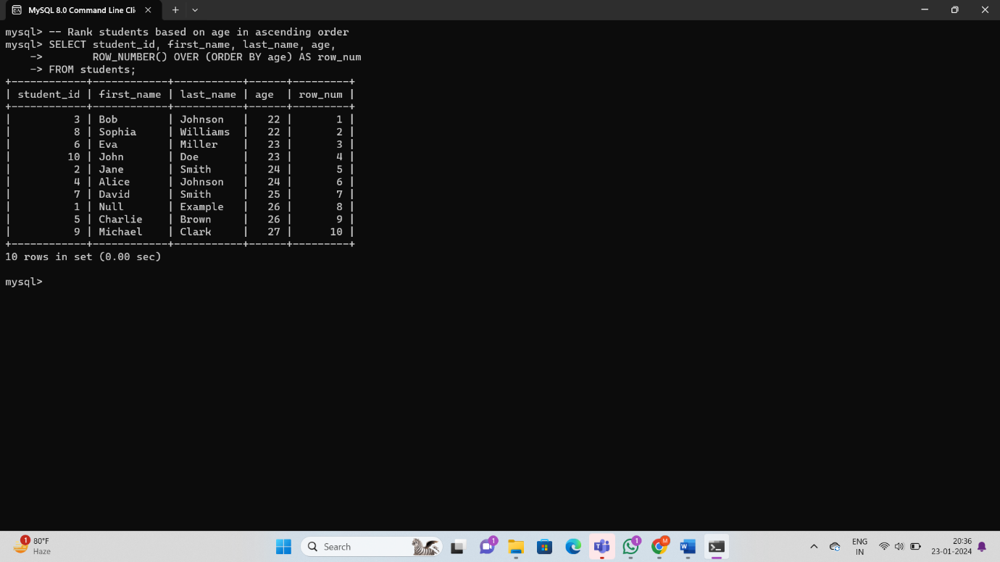 MySQL 8.0 Command Line Cli
mysql> -- Rank students based on age in ascending order
mysql> SELECT student_id, first_name, last_name, age,
    ->        ROW_NUMBER() OVER (ORDER BY age) AS row_num
    -> FROM students;
+------------+------------+-----------+------+---------+
| student_id | first_name | last_name | age  | row_num |
+------------+------------+-----------+------+---------+
|          3 | Bob        | Johnson   |   22 |       1 |
|          8 | Sophia     | Williams  |   22 |       2 |
|          6 | Eva        | Miller    |   23 |       3 |
|         10 | John       | Doe       |   23 |       4 |
|          2 | Jane       | Smith     |   24 |       5 |
|          4 | Alice      | Johnson   |   24 |       6 |
|          7 | David      | Smith     |   25 |       7 |
|          1 | Null       | Example   |   26 |       8 |
|          5 | Charlie    | Brown     |   26 |       9 |
|          9 | Michael    | Clark     |   27 |      10 |
+------------+------------+-----------+------+---------+
10 rows in set (0.00 sec)
mysql>
1
80°F
Haze
Search
1
1
M
W
ENG
IN
20:36
23-01-2024